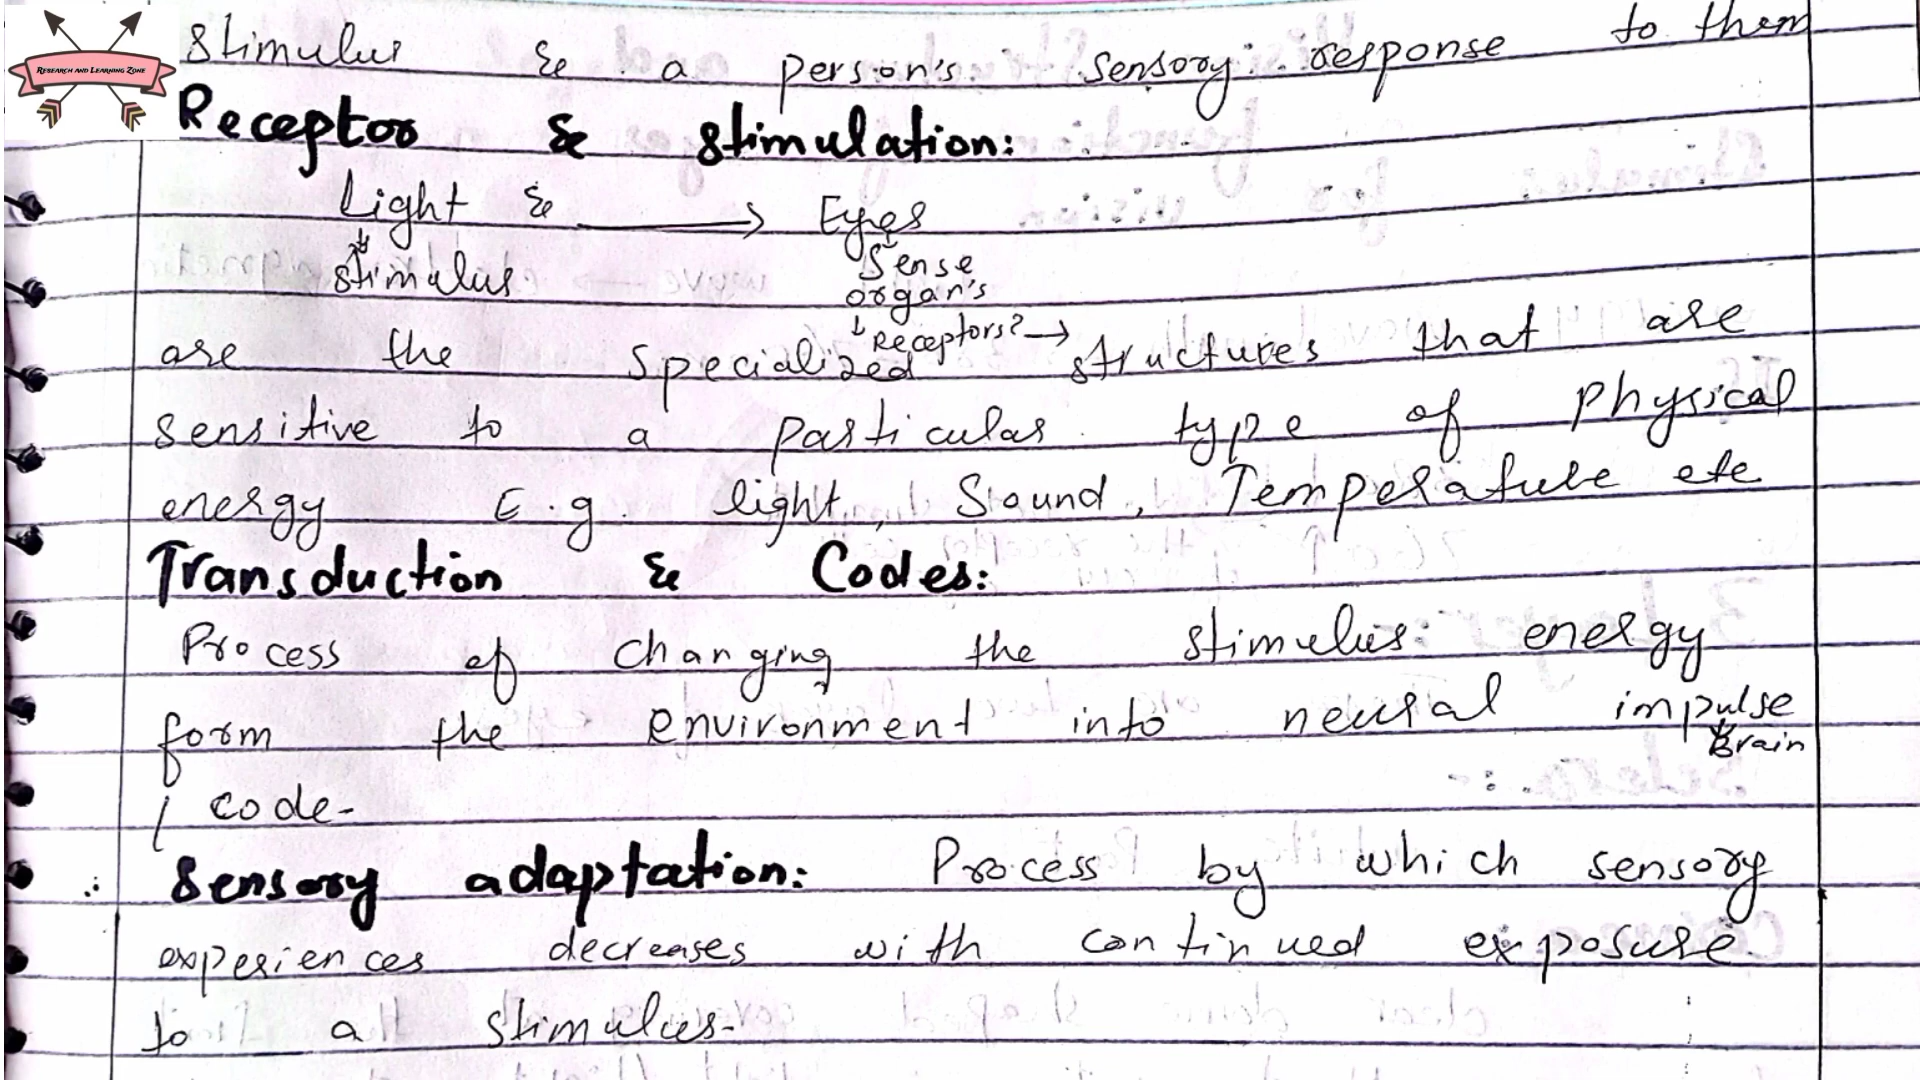 RESEARCH AND LEARNING ZONE
Stimulus & a person's sensory response to them
Receptor & stimulation:
Light & → Eyes
stimulus
Sense
organ's
↓ Receptors? →
are the specialized structures that are
sensitive to a particular type of physical
energy E.g. light, Sound, Temperature etc
Transduction & Codes:
Process of changing the stimulus energy
form the environment into neural impulse
Brain
/ code-
Sensory adaptation: Process by which sensory
experiences decreases with continued exposure
to a stimulus-